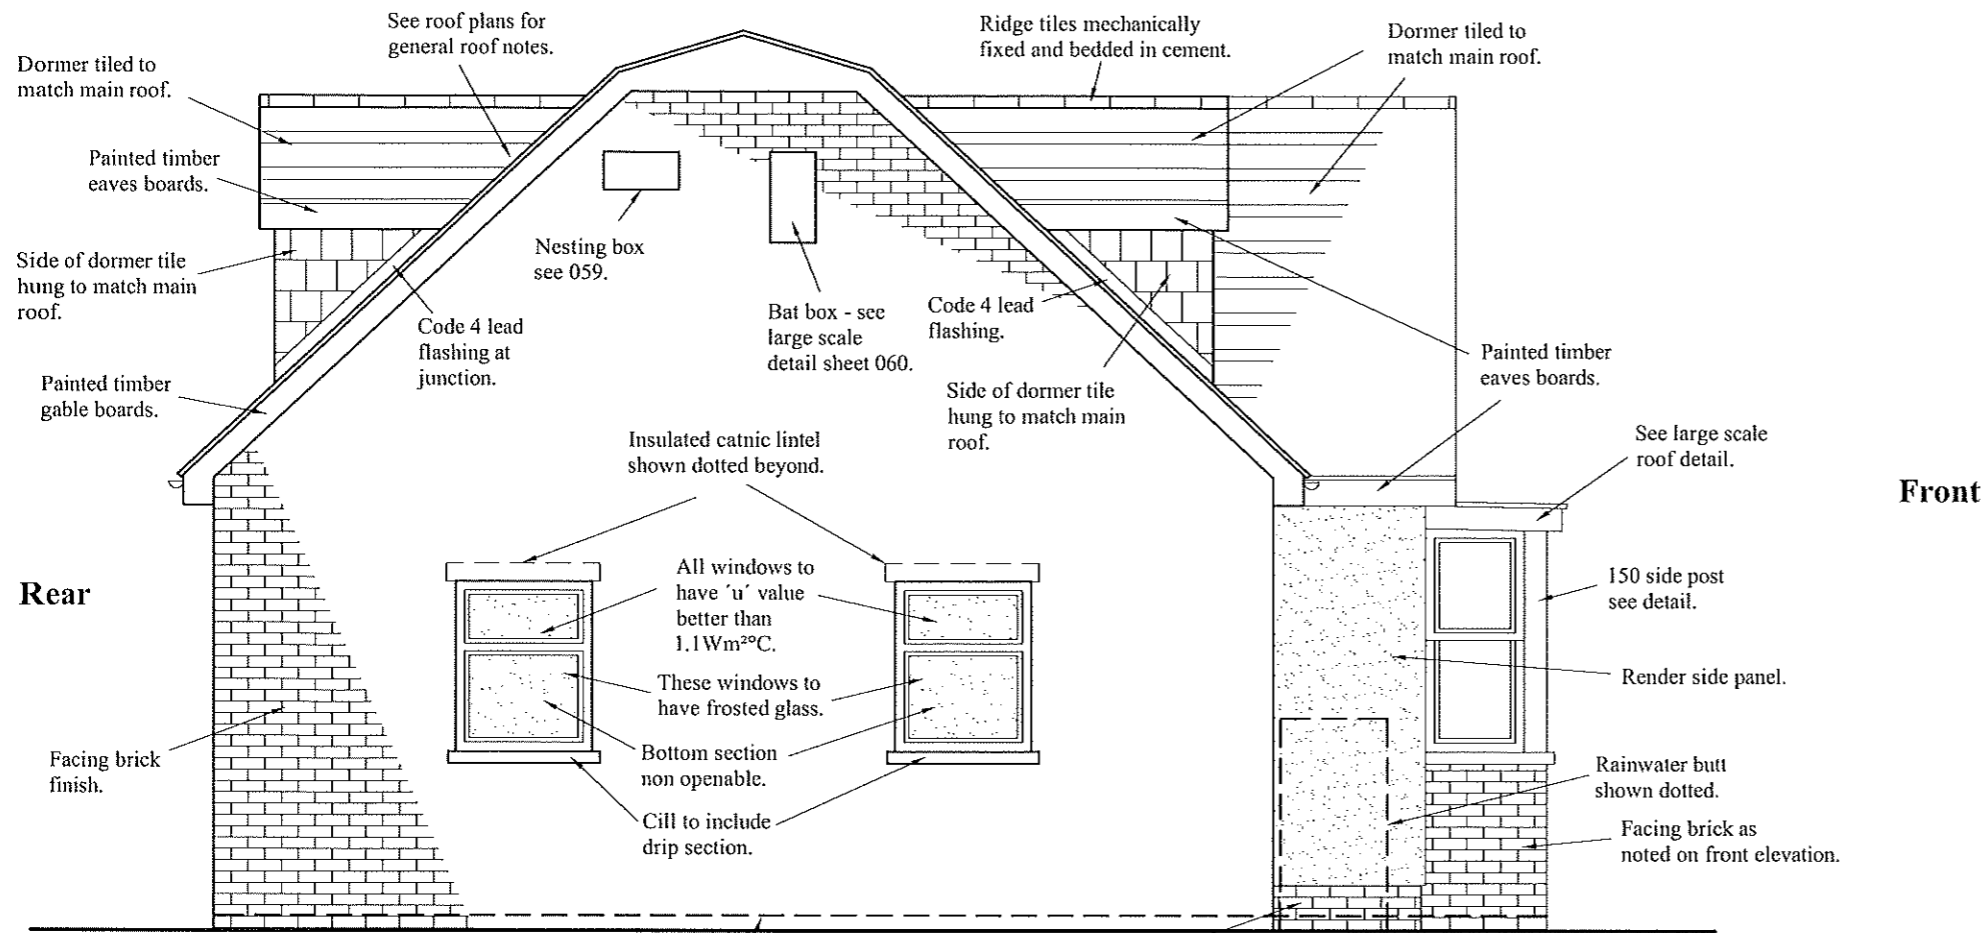 See roof plans for
general roof notes.
Ridge tiles mechanically
fixed and bedded in cement.
Dormer tiled to
match main roof.
Dormer tiled to
match main roof.
Painted timber
eaves boards.
Side of dormer tile
hung to match main
roof.
Nesting box
see 059.
Code 4 lead
flashing at
junction.
Bat box - see
large scale
detail sheet 060.
Code 4 lead
flashing.
Painted timber
gable boards.
Side of dormer tile
hung to match main
roof.
Painted timber
eaves boards.
Insulated catnic lintel
shown dotted beyond.
See large scale
roof detail.
Front
Rear
All windows to
have ´u´ value
better than
1.1Wm²°C.
150 side post
see detail.
These windows to
have frosted glass.
Render side panel.
Bottom section
non openable.
Facing brick
finish.
Rainwater butt
shown dotted.
Cill to include
drip section.
Facing brick as
noted on front elevation.